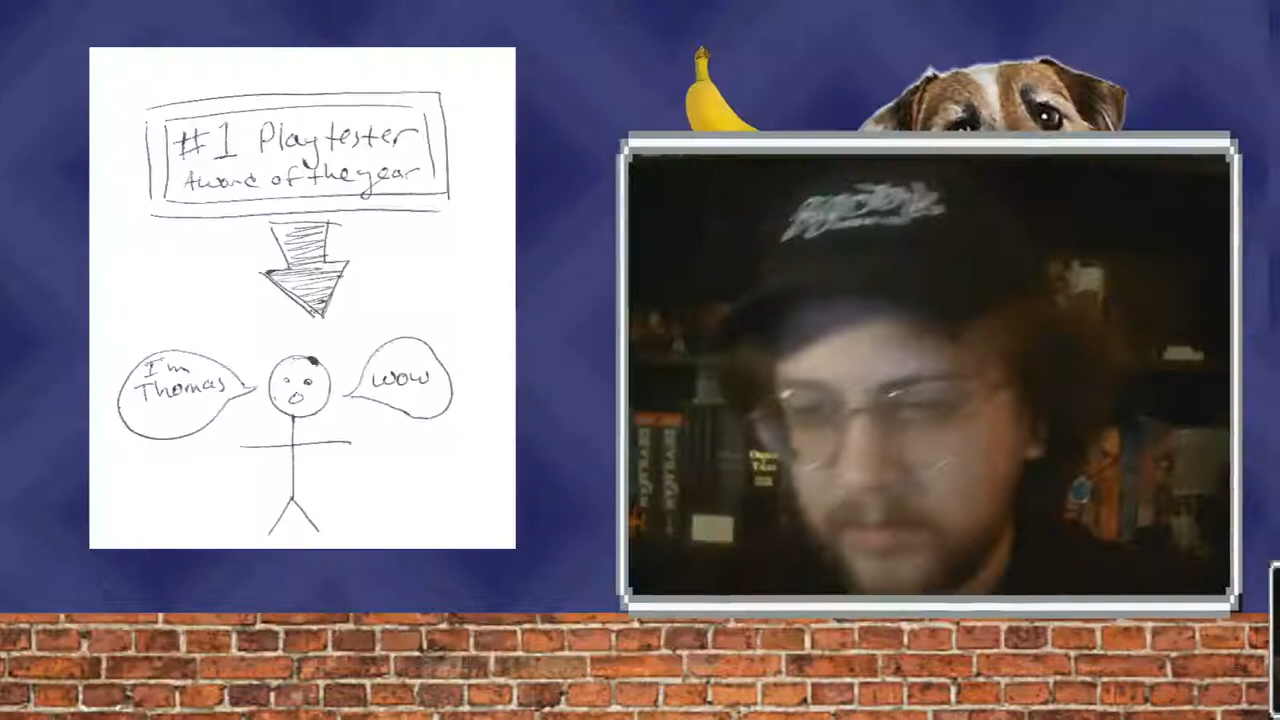 #1 Playtester
Award of the year
I'm
Thomas
wow